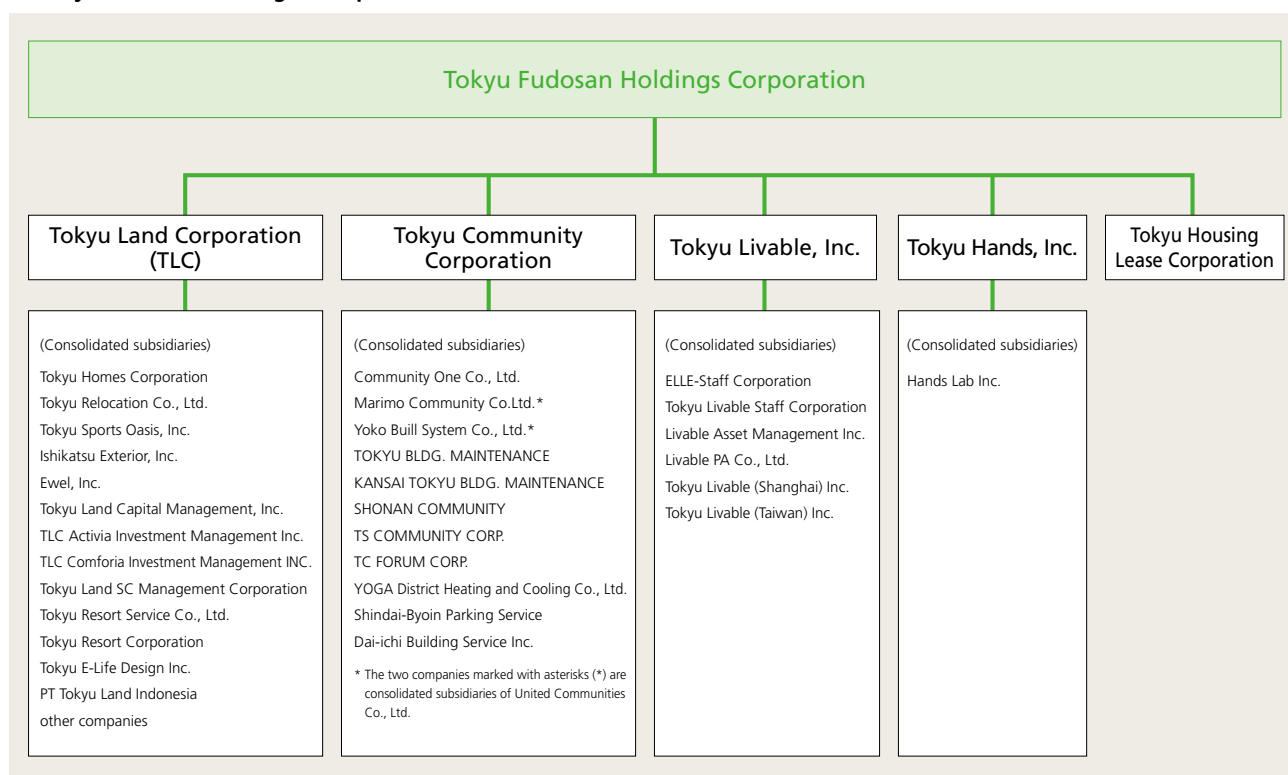 Tokyu Fudosan Holdings Corporation
Tokyu Land Corporation
(TLC)
Tokyu Community
Corporation
Tokyu Livable, Inc.
Tokyu Hands, Inc.
Tokyu Housing
Lease Corporation
(Consolidated subsidiaries)
Tokyu Homes Corporation
Tokyu Relocation Co., Ltd.
Tokyu Sports Oasis, Inc.
Ishikatsu Exterior, Inc.
Ewel, Inc.
Tokyu Land Capital Management, Inc.
TLC Activia Investment Management Inc.
TLC Comforia Investment Management INC.
Tokyu Land SC Management Corporation
Tokyu Resort Service Co., Ltd.
Tokyu Resort Corporation
Tokyu E-Life Design Inc.
PT Tokyu Land Indonesia
other companies
(Consolidated subsidiaries)
Community One Co., Ltd.
Marimo Community Co.Ltd.*
Yoko Buill System Co., Ltd.*
TOKYU BLDG. MAINTENANCE
KANSAI TOKYU BLDG. MAINTENANCE
SHONAN COMMUNITY
TS COMMUNITY CORP.
TC FORUM CORP.
YOGA District Heating and Cooling Co., Ltd.
Shindai-Byoin Parking Service
Dai-ichi Building Service Inc.
* The two companies marked with asterisks (*) are
consolidated subsidiaries of United Communities
Co., Ltd.
(Consolidated subsidiaries)
ELLE-Staff Corporation
Tokyu Livable Staff Corporation
Livable Asset Management Inc.
Livable PA Co., Ltd.
Tokyu Livable (Shanghai) Inc.
Tokyu Livable (Taiwan) Inc.
(Consolidated subsidiaries)
Hands Lab Inc.